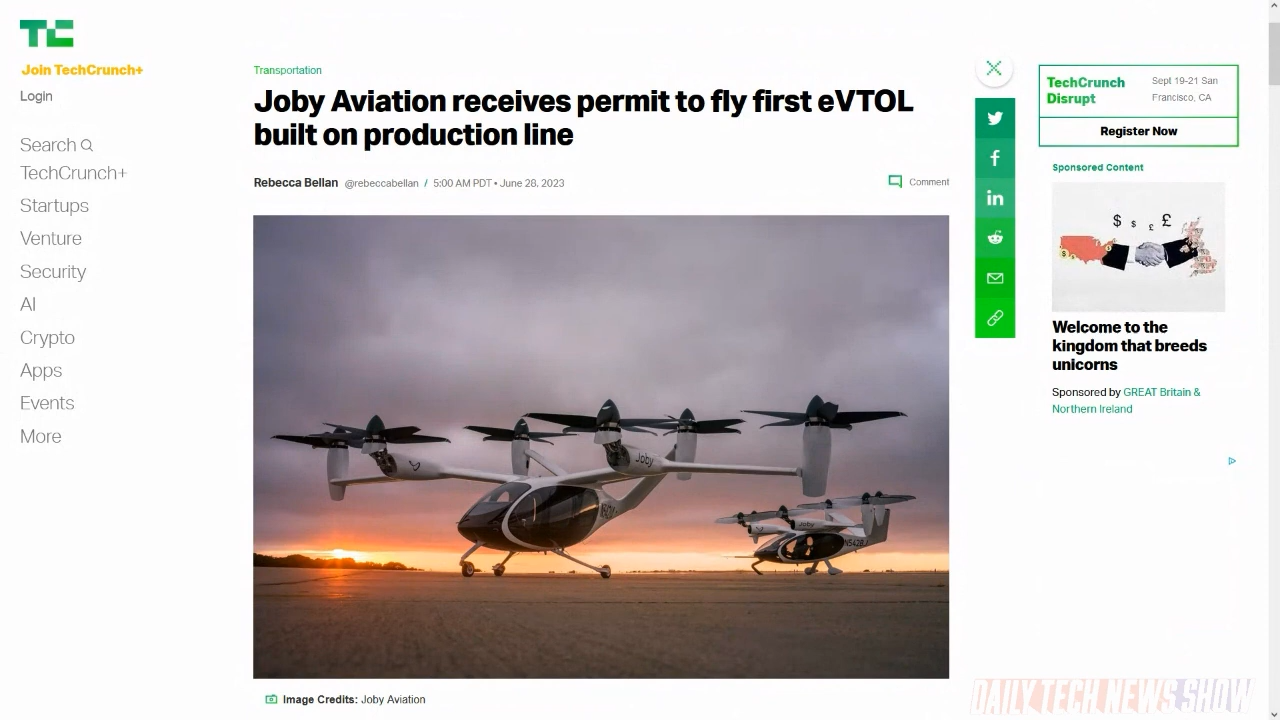 TC
Join TechCrunch+
Login
Search
TechCrunch+
Startups
Venture
Security
AI
Crypto
Apps
Events
More
Transportation
Joby Aviation receives permit to fly first eVTOL
built on production line
Rebecca Bellan @rebeccabellan / 5:00 AM PDT • June 28, 2023
Comment
Joby
Joby
N542BJ
Image Credits: Joby Aviation
TechCrunch
Disrupt
Sept 19-21 San
Francisco, CA
Register Now
Sponsored Content
$ $ £ £
Welcome to the
kingdom that breeds
unicorns
Sponsored by GREAT Britain &
Northern Ireland
DAILY TECH NEWS SHOW